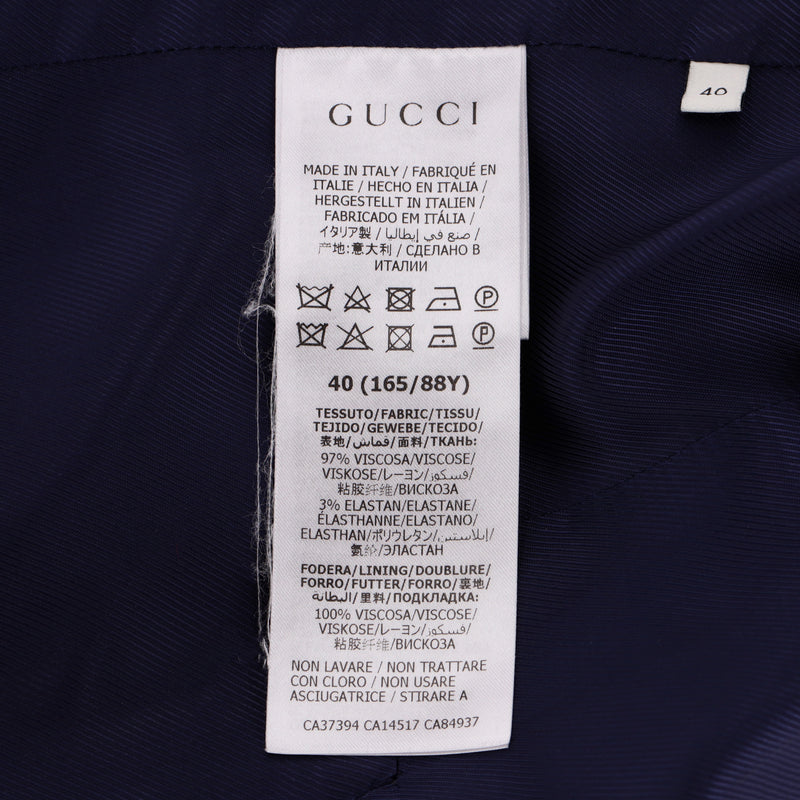 GUCCI
40
MADE IN ITALY / FABRIQUÉ EN
ITALIE / HECHO EN ITALIA /
HERGESTELLT IN ITALIEN /
FABRICADO EM ITÁLIA /
イタリア製 / صنع في إيطاليا /
产地:意大利 / СДЕЛАНО В
ИТАЛИИ
40 (165/88Y)
TESSUTO/FABRIC/TISSU/
TEJIDO/GEWEBE/TECIDO/
表地/قماش/面料/ТКАНЬ:
97% VISCOSA/VISCOSE/
VISKOSE/レーヨン/فسكوز/
粘胶纤维/ВИСКОЗА
3% ELASTAN/ELASTANE/
ÉLASTHANNE/ELASTANO/
ELASTHAN/ポリウレタン/إيلاستين/
氨纶/ЭЛАСТАН
FODERA/LINING/DOUBLURE/
FORRO/FUTTER/FORRO/裏地/
البطانة/里料/ПОДКЛАДКА:
100% VISCOSA/VISCOSE/
VISKOSE/レーヨン/فسكوز/
粘胶纤维/ВИСКОЗА
NON LAVARE / NON TRATTARE
CON CLORO / NON USARE
ASCIUGATRICE / STIRARE A
CA37394 CA14517 CA84937